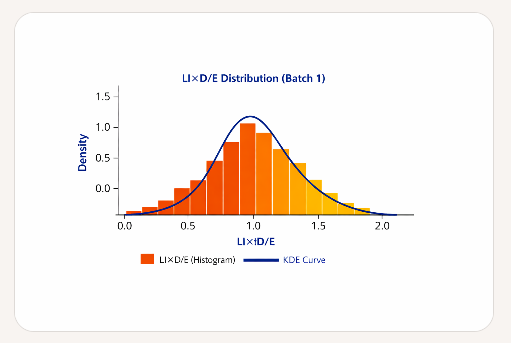 LI×D/E Distribution (Batch 1)
Density
1.5
1.0
0.5
0.0
0.0 0.5 1.0 1.5 2.0
LI×fD/E
LI×D/E (Histogram) KDE Curve